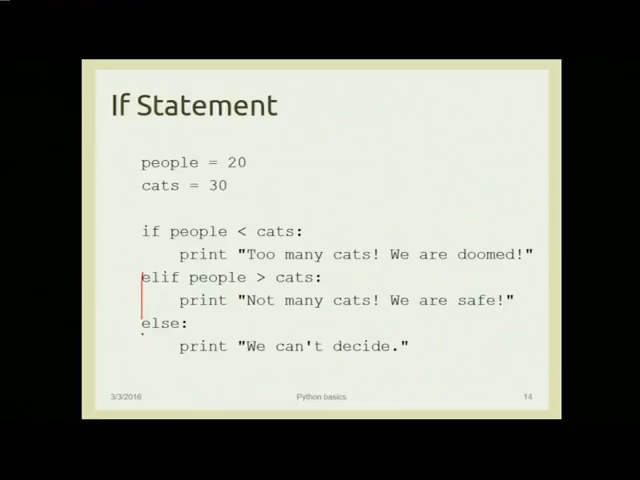 If Statement
people = 20
cats = 30
if people < cats:
print "Too many cats! We are doomed!"
elif people > cats:
print "Not many cats! We are safe!"
else:
print "We can't decide."
3/3/2016 Python basics 14